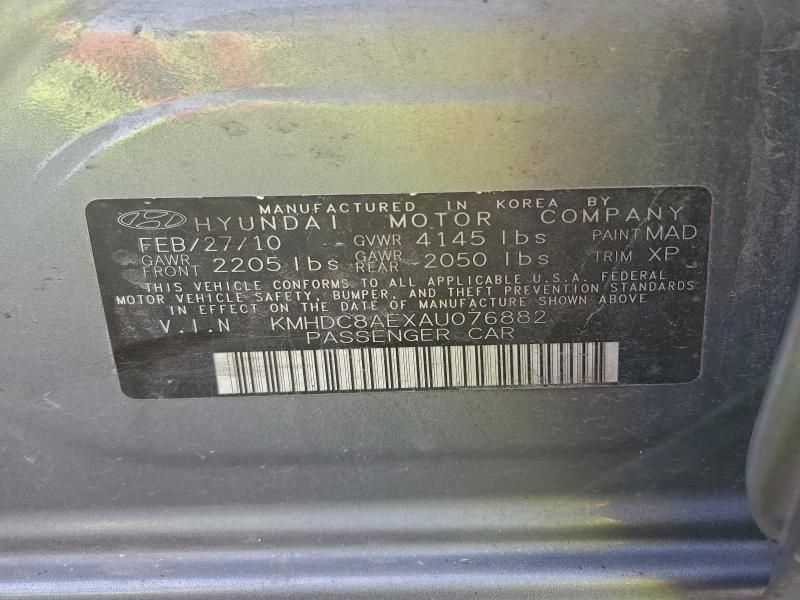 MANUFACTURED IN KOREA BY
HYUNDAI MOTOR COMPANY
FEB/27/10 GVWR 4145 lbs PAINT MAD
GAWR FRONT 2205 lbs GAWR REAR 2050 lbs TRIM XP
THIS VEHICLE CONFORMS TO ALL APPLICABLE U.S.A. FEDERAL
MOTOR VEHICLE SAFETY, BUMPER, AND THEFT PREVENTION STANDARDS
IN EFFECT ON THE DATE OF MANUFACTURE SHOWN ABOVE
V.I.N KMHDC8AEXAU076882
PASSENGER CAR